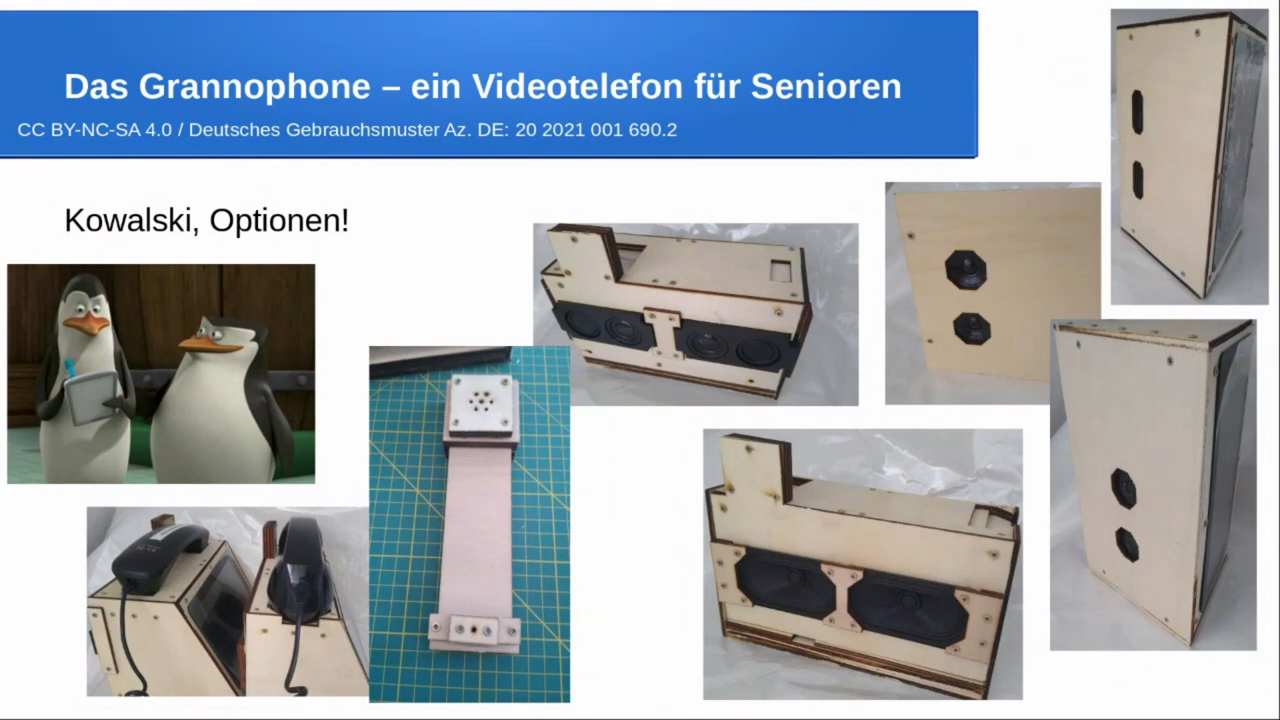 Das Grannophone – ein Videotelefon für Senioren
CC BY-NC-SA 4.0 / Deutsches Gebrauchsmuster Az. DE: 20 2021 001 690.2
Kowalski, Optionen!